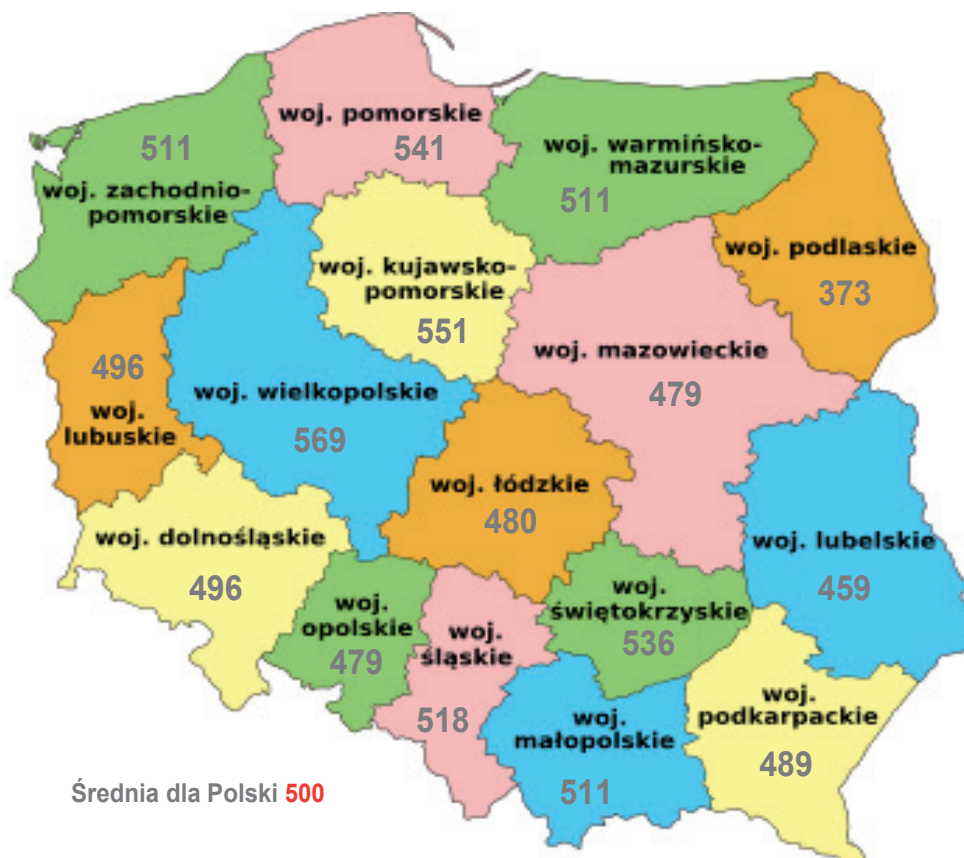 woj. pomorskie
541
511
woj. zachodnio-
pomorskie
woj. warmińsko-
mazurskie
511
woj. podlaskie
373
woj. kujawsko-
pomorskie
551
woj. mazowieckie
479
496
woj.
lubuskie
woj. wielkopolskie
569
woj. łódzkie
480
woj. dolnośląskie
496
woj. lubelskie
459
woj.
opolskie
479
woj.
śląskie
518
woj.
świętokrzyskie
536
woj.
małopolskie
511
woj.
podkarpackie
489
Średnia dla Polski 500